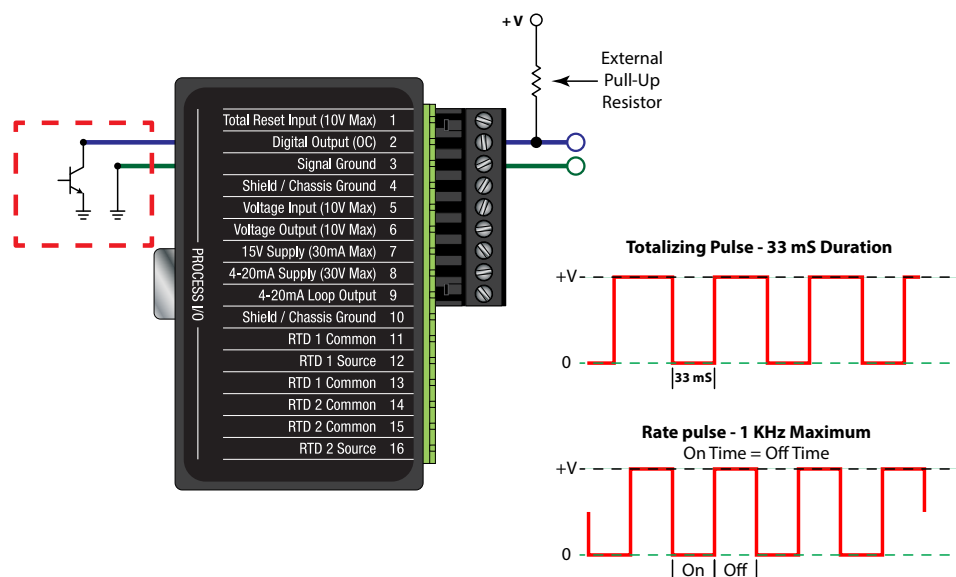 +V
External
Pull-Up
Resistor
Total Reset Input (10V Max) 1
Digital Output (OC) 2
Signal Ground 3
Shield / Chassis Ground 4
Voltage Input (10V Max) 5
Voltage Output (10V Max) 6
15V Supply (30mA Max) 7
4-20mA Supply (30V Max) 8
4-20mA Loop Output 9
Shield / Chassis Ground 10
RTD 1 Common 11
RTD 1 Source 12
RTD 1 Common 13
RTD 2 Common 14
RTD 2 Common 15
RTD 2 Source 16
PROCESS I/O
Totalizing Pulse - 33 mS Duration
+V
0
33 mS
Rate pulse - 1 KHz Maximum
On Time = Off Time
+V
0
On Off